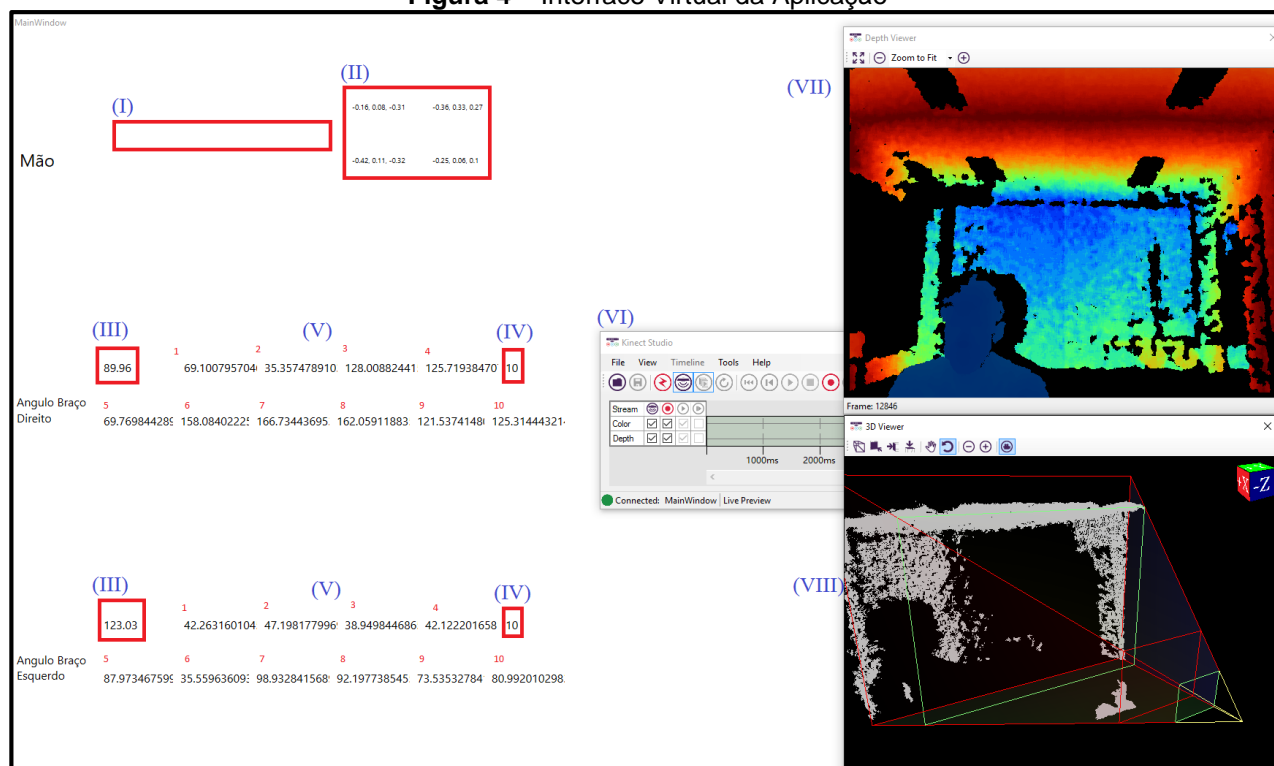 Figura 4 – Interface Virtual da Aplicação
MainWindow
Depth Viewer
Zoom to Fit
(I)
(II)
(VII)
-0.16, 0.08, -0.31 -0.36, 0.33, 0.27
-0.42, 0.11, -0.32 -0.25, 0.06, 0.1
Mão
(III)
(V)
(IV)
(VI)
1 2 3 4
89.96 69.100795704 35.357478910. 128.00882441 125.71938470 10
Angulo Braço
Direito
5 6 7 8 9 10
69.769844289 158.08402225 166.73443695. 162.05911883 121.53741480 125.31444321
Kinect Studio
File View Timeline Tools Help
Stream
Color
Depth
1000ms 2000ms
Connected: MainWindow Live Preview
Frame: 12846
3D Viewer
+X -Z
(III)
(V)
(IV)
(VIII)
1 2 3 4
123.03 42.263160104 47.198177996 38.949844686 42.122201658 10
Angulo Braço
Esquerdo
5 6 7 8 9 10
87.973467599 35.559636093 98.932841568 92.197738545 73.53532784 80.992010298.